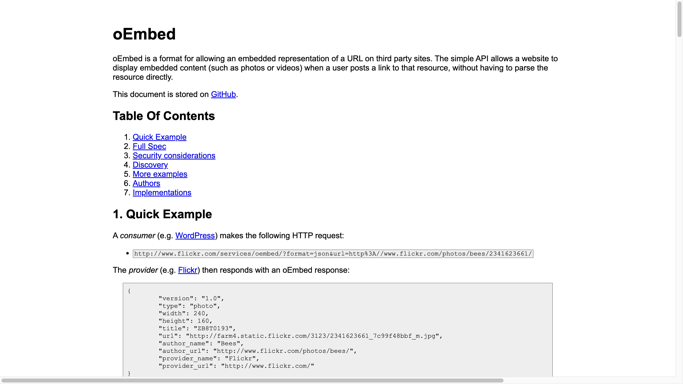 oEmbed
oEmbed is a format for allowing an embedded representation of a URL on third party sites. The simple API allows a website to
display embedded content (such as photos or videos) when a user posts a link to that resource, without having to parse the
resource directly.
This document is stored on GitHub.
Table Of Contents
1. Quick Example
2. Full Spec
3. Security considerations
4. Discovery
5. More examples
6. Authors
7. Implementations
1. Quick Example
A consumer (e.g. WordPress) makes the following HTTP request:
• http://www.flickr.com/services/oembed/?format=json&url=http%3A//www.flickr.com/photos/bees/2341623661/
The provider (e.g. Flickr) then responds with an oEmbed response:
{
"version": "1.0",
"type": "photo",
"width": 240,
"height": 160,
"title": "ZB8T0193",
"url": "http://farm4.static.flickr.com/3123/2341623661_7c99f48bbf_m.jpg",
"author_name": "Bees",
"author_url": "http://www.flickr.com/photos/bees/",
"provider_name": "Flickr",
"provider_url": "http://www.flickr.com/"
}